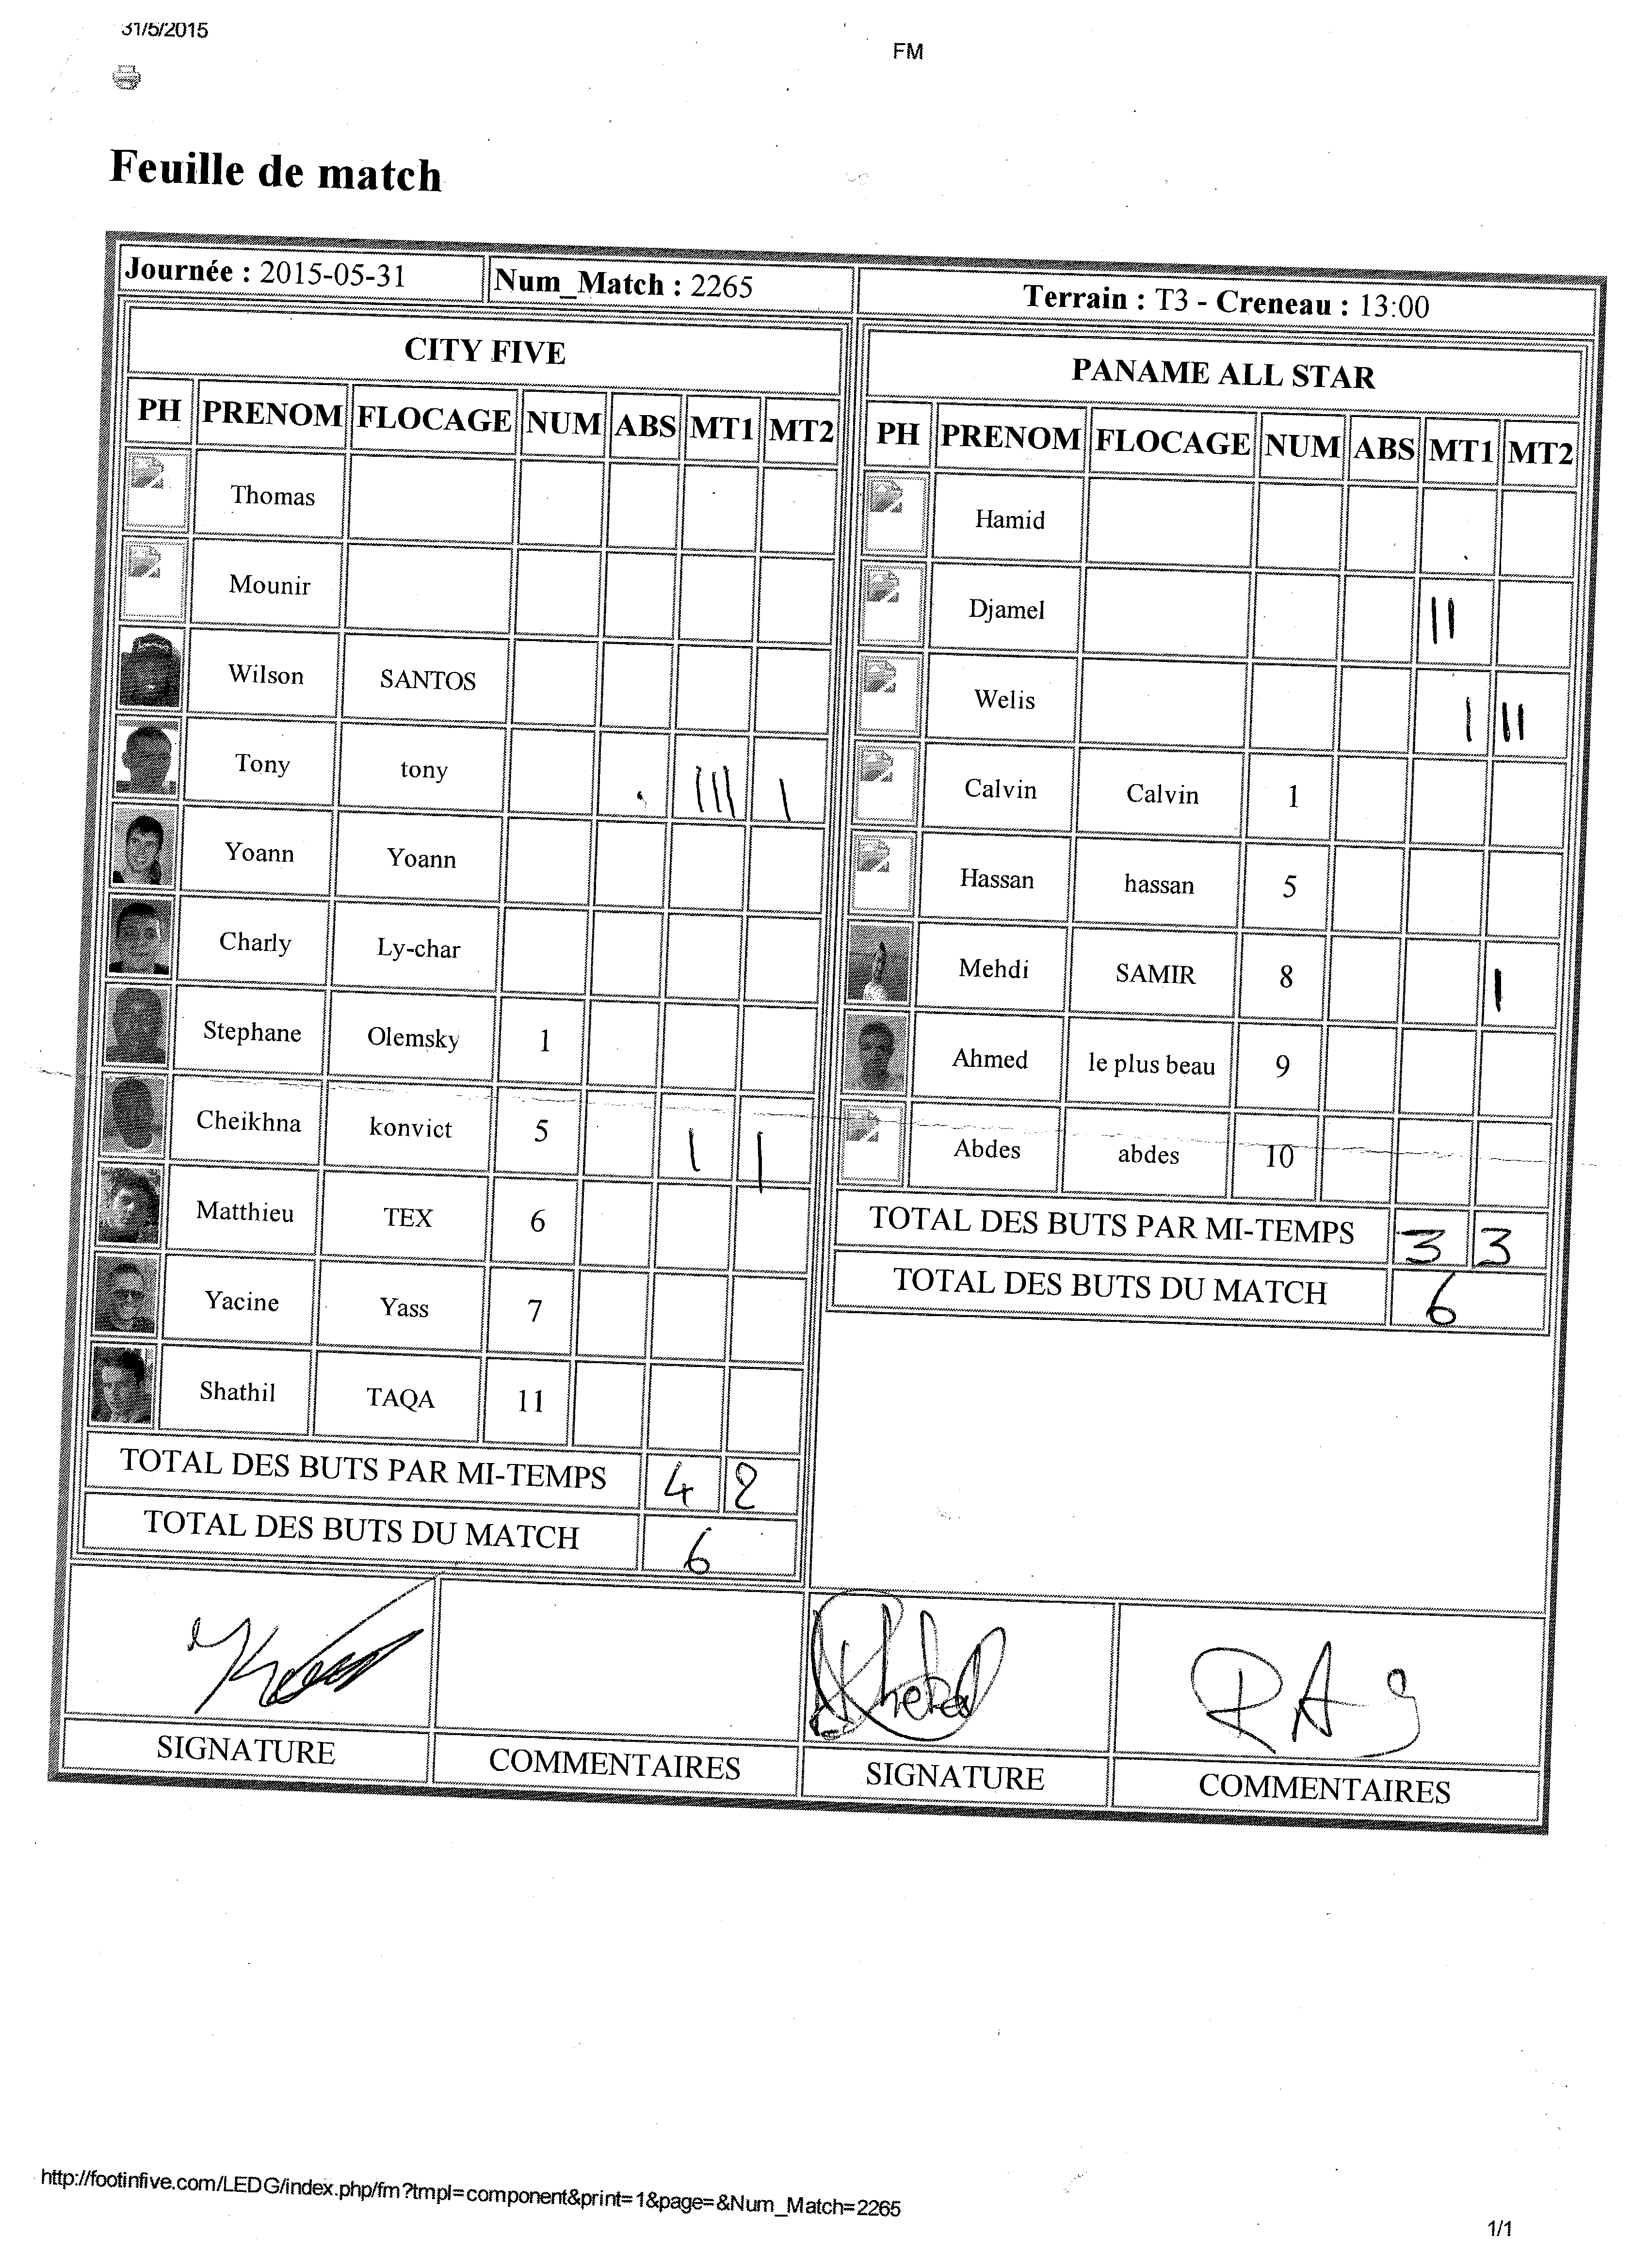 31/5/2015
FM
Feuille de match
Journée : 2015-05-31 Num_Match : 2265 Terrain : T3 - Creneau : 13:00
CITY FIVE
PH PRENOM FLOCAGE NUM ABS MT1 MT2
Thomas
Mounir
Wilson SANTOS
Tony tony ||| |
Yoann Yoann
Charly Ly-char
Stephane Olemsky 1
Cheikhna konvict 5 | |
Matthieu TEX 6
Yacine Yass 7
Shathil TAQA 11
TOTAL DES BUTS PAR MI-TEMPS 4 2
TOTAL DES BUTS DU MATCH 6
PANAME ALL STAR
PH PRENOM FLOCAGE NUM ABS MT1 MT2
Hamid
Djamel ||
Welis | ||
Calvin Calvin 1
Hassan hassan 5
Mehdi SAMIR 8 |
Ahmed le plus beau 9
Abdes abdes 10
TOTAL DES BUTS PAR MI-TEMPS 3 3
TOTAL DES BUTS DU MATCH 6
RAS
SIGNATURE COMMENTAIRES SIGNATURE COMMENTAIRES
http://footinfive.com/LEDG/index.php/fm?tmpl=component&print=1&page=&Num_Match=2265
1/1